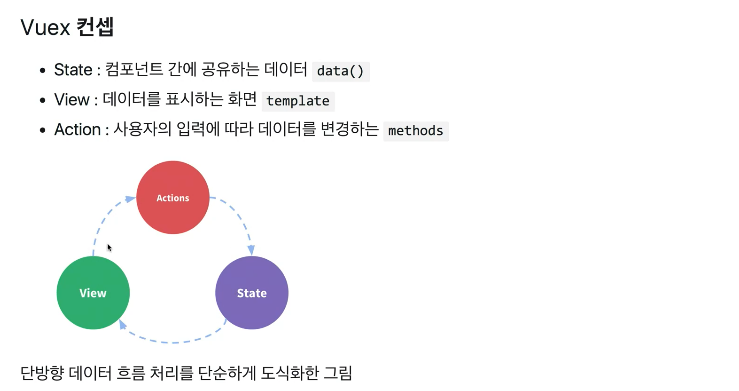 Vuex 컨셉
State : 컴포넌트 간에 공유하는 데이터 data()
View : 데이터를 표시하는 화면 template
Action : 사용자의 입력에 따라 데이터를 변경하는 methods
Actions
View
State
단방향 데이터 흐름 처리를 단순하게 도식화한 그림